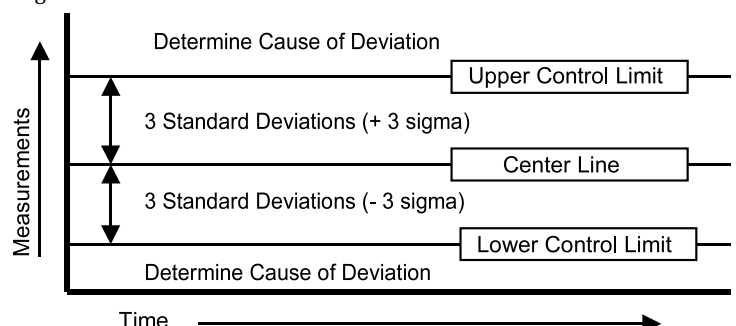 Determine Cause of Deviation
Upper Control Limit
3 Standard Deviations (+ 3 sigma)
Center Line
3 Standard Deviations (- 3 sigma)
Lower Control Limit
Determine Cause of Deviation
Measurements
Time